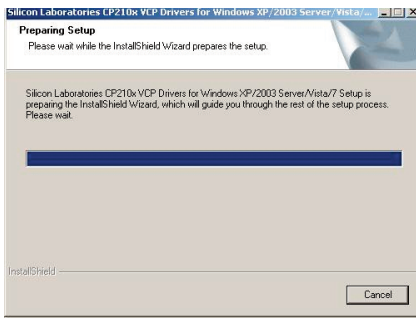 Silicon Laboratories CP210x VCP Drivers for Windows XP/2003 Server/Vista/...
Preparing Setup
Please wait while the InstallShield Wizard prepares the setup.
Silicon Laboratories CP210x VCP Drivers for Windows XP/2003 Server/Vista/7 Setup is
preparing the InstallShield Wizard, which will guide you through the rest of the setup process.
Please wait.
InstallShield
Cancel